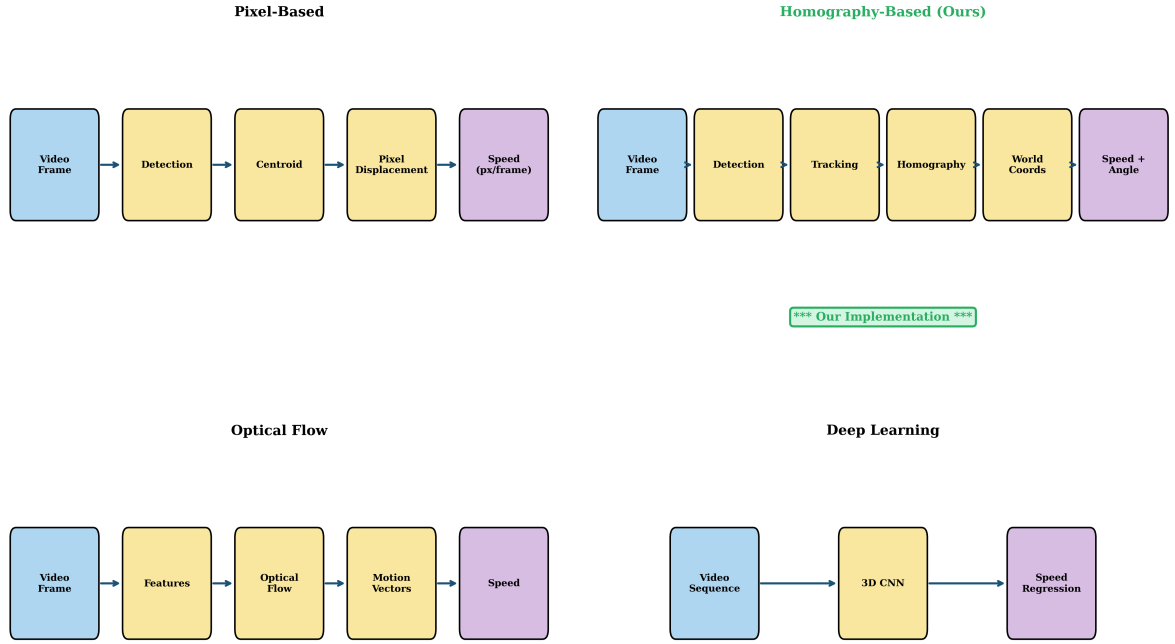 Pixel-Based
Video
Frame
Detection
Centroid
Pixel
Displacement
Speed
(px/frame)
Homography-Based (Ours)
Video
Frame
Detection
Tracking
Homography
World
Coords
Speed +
Angle
*** Our Implementation ***
Optical Flow
Video
Frame
Features
Optical
Flow
Motion
Vectors
Speed
Deep Learning
Video
Sequence
3D CNN
Speed
Regression